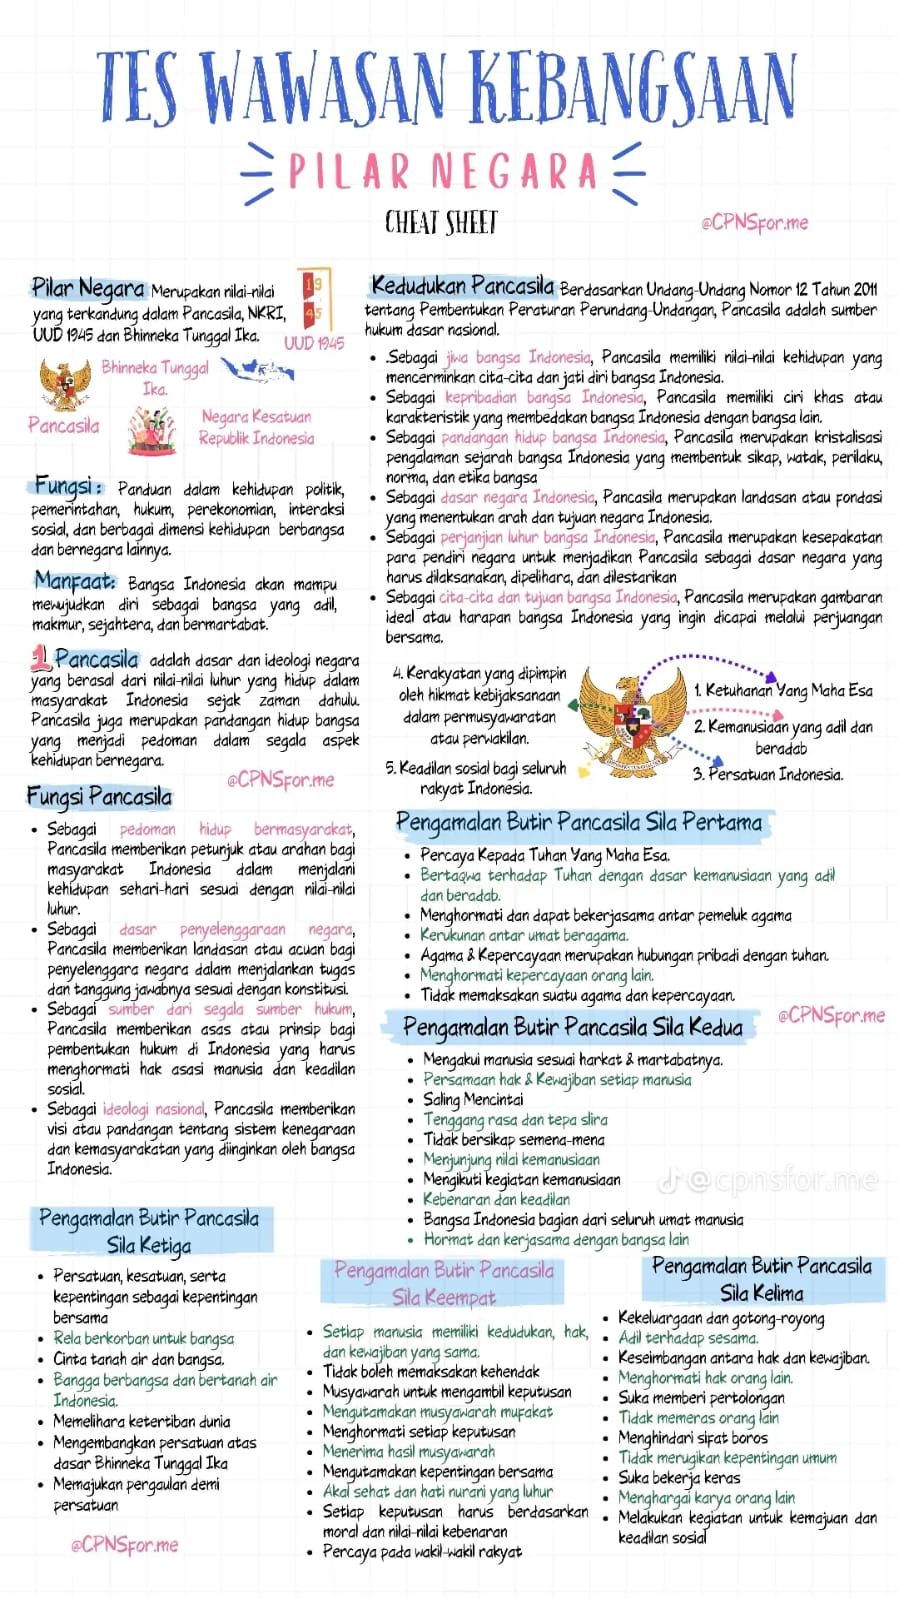 TES WAWASAN KEBANGSAAN
PILAR NEGARA
CHEAT SHEET
@CPNSfor.me
Pilar Negara Merupakan nilai-nilai
yang terkandung dalam Pancasila, NKRI,
UUD 1945 dan Bhinneka Tunggal Ika.
19
45
UUD 1945
Bhinneka Tunggal
Ika.
Pancasila
Negara Kesatuan
Republik Indonesia
Fungsi : Panduan dalam kehidupan politik,
pemerintahan, hukum, perekonomian, interaksi
sosial, dan berbagai dimensi kehidupan berbangsa
dan bernegara lainnya.
Manfaat: Bangsa Indonesia akan mampu
mewujudkan diri sebagai bangsa yang adil,
makmur, sejahtera, dan bermartabat.
1 Pancasila adalah dasar dan ideologi negara
yang berasal dari nilai-nilai luhur yang hidup dalam
masyarakat Indonesia sejak zaman dahulu.
Pancasila juga merupakan pandangan hidup bangsa
yang menjadi pedoman dalam segala aspek
kehidupan bernegara.
@CPNSfor.me
Fungsi Pancasila
• Sebagai pedoman hidup bermasyarakat,
Pancasila memberikan petunjuk atau arahan bagi
masyarakat Indonesia dalam menjalani
kehidupan sehari-hari sesuai dengan nilai-nilai
luhur.
• Sebagai dasar penyelenggaraan negara,
Pancasila memberikan landasan atau acuan bagi
penyelenggara negara dalam menjalankan tugas
dan tanggung jawabnya sesuai dengan konstitusi.
• Sebagai sumber dari segala sumber hukum,
Pancasila memberikan asas atau prinsip bagi
pembentukan hukum di Indonesia yang harus
menghormati hak asasi manusia dan keadilan
sosial.
• Sebagai ideologi nasional, Pancasila memberikan
visi atau pandangan tentang sistem kenegaraan
dan kemasyarakatan yang diinginkan oleh bangsa
Indonesia.
Kedudukan Pancasila Berdasarkan Undang-Undang Nomor 12 Tahun 2011
tentang Pembentukan Peraturan Perundang-Undangan, Pancasila adalah sumber
hukum dasar nasional.
• .Sebagai jiwa bangsa Indonesia, Pancasila memiliki nilai-nilai kehidupan yang
mencerminkan cita-cita dan jati diri bangsa Indonesia.
• Sebagai kepribadian bangsa Indonesia, Pancasila memiliki ciri khas atau
karakteristik yang membedakan bangsa Indonesia dengan bangsa lain.
• Sebagai pandangan hidup bangsa Indonesia, Pancasila merupakan kristalisasi
pengalaman sejarah bangsa Indonesia yang membentuk sikap, watak, perilaku,
norma, dan etika bangsa
• Sebagai dasar negara Indonesia, Pancasila merupakan landasan atau fondasi
yang menentukan arah dan tujuan negara Indonesia.
• Sebagai perjanjian luhur bangsa Indonesia, Pancasila merupakan kesepakatan
para pendiri negara untuk menjadikan Pancasila sebagai dasar negara yang
harus dilaksanakan, dipelihara, dan dilestarikan
• Sebagai cita-cita dan tujuan bangsa Indonesia, Pancasila merupakan gambaran
ideal atau harapan bangsa Indonesia yang ingin dicapai melalui perjuangan
bersama.
4. Kerakyatan yang dipimpin
oleh hikmat kebijaksanaan
dalam permusyawaratan
atau perwakilan.
5. Keadilan sosial bagi seluruh
rakyat Indonesia.
1. Ketuhanan Yang Maha Esa
2. Kemanusiaan yang adil dan
beradab
3. Persatuan Indonesia.
Pengamalan Butir Pancasila Sila Pertama
• Percaya Kepada Tuhan Yang Maha Esa.
• Bertaqwa terhadap Tuhan dengan dasar kemanusiaan yang adil
dan beradab.
• Menghormati dan dapat bekerjasama antar pemeluk agama
• Kerukunan antar umat beragama.
• Agama & Kepercayaan merupakan hubungan pribadi dengan tuhan.
• Menghormati kepercayaan orang lain.
• Tidak memaksakan suatu agama dan kepercayaan.
@CPNSfor.me
Pengamalan Butir Pancasila Sila Kedua
• Mengakui manusia sesuai harkat & martabatnya.
• Persamaan hak & Kewajiban setiap manusia
• Saling Mencintai
• Tenggang rasa dan tepa slira
• Tidak bersikap semena-mena
• Menjunjung nilai kemanusiaan
• Mengikuti kegiatan kemanusiaan
• Kebenaran dan keadilan
• Bangsa Indonesia bagian dari seluruh umat manusia
• Hormat dan kerjasama dengan bangsa lain
@cpnsfor.me
Pengamalan Butir Pancasila
Sila Ketiga
• Persatuan, kesatuan, serta
kepentingan sebagai kepentingan
bersama
• Rela berkorban untuk bangsa
• Cinta tanah air dan bangsa.
• Bangga berbangsa dan bertanah air
Indonesia.
• Memelihara ketertiban dunia
• Mengembangkan persatuan atas
dasar Bhinneka Tunggal Ika
• Memajukan pergaulan demi
persatuan
@CPNSfor.me
Pengamalan Butir Pancasila
Sila Keempat
• Setiap manusia memiliki kedudukan, hak,
dan kewajiban yang sama.
• Tidak boleh memaksakan kehendak
• Musyawarah untuk mengambil keputusan
• Mengutamakan musyawarah mufakat
• Menghormati setiap keputusan
• Menerima hasil musyawarah
• Mengutamakan kepentingan bersama
• Akal sehat dan hati nurani yang luhur
• Setiap keputusan harus berdasarkan
moral dan nilai-nilai kebenaran
• Percaya pada wakil-wakil rakyat
Pengamalan Butir Pancasila
Sila Kelima
• Kekeluargaan dan gotong-royong
• Adil terhadap sesama.
• Keseimbangan antara hak dan kewajiban.
• Menghormati hak orang lain.
• Suka memberi pertolongan
• Tidak memeras orang lain
• Menghindari sifat boros
• Tidak merugikan kepentingan umum
• Suka bekerja keras
• Menghargai karya orang lain
• Melakukan kegiatan untuk kemajuan dan
keadilan sosial